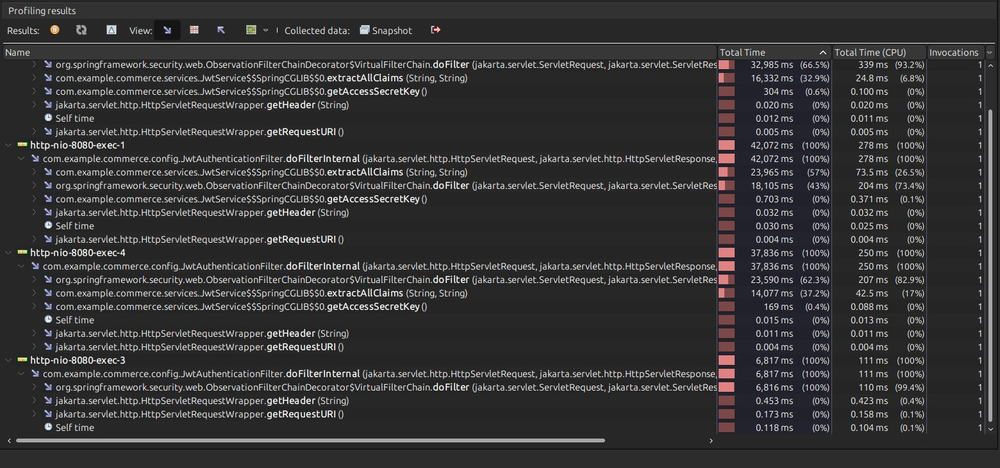 Profiling results
Results: View: Collected data: Snapshot
Name Total Time Total Time (CPU) Invocations
org.springframework.security.web.ObservationFilterChainDecorator$VirtualFilterChain.doFilter (jakarta.servlet.ServletRequest, jakarta.servlet.ServletRes 32,985 ms (66.5%) 339 ms (93.2%) 1
com.example.commerce.services.JwtService$$SpringCGLIB$$0.extractAllClaims (String, String) 16,332 ms (32.9%) 24.8 ms (6.8%) 1
com.example.commerce.services.JwtService$$SpringCGLIB$$0.getAccessSecretKey () 304 ms (0.6%) 0.100 ms (0%) 1
jakarta.servlet.http.HttpServletRequestWrapper.getHeader (String) 0.020 ms (0%) 0.020 ms (0%) 1
Self time 0.012 ms (0%) 0.011 ms (0%) 1
jakarta.servlet.http.HttpServletRequestWrapper.getRequestURI () 0.005 ms (0%) 0.005 ms (0%) 1
http-nio-8080-exec-1 42,072 ms (100%) 278 ms (100%) 1
com.example.commerce.config.JwtAuthenticationFilter.doFilterInternal (jakarta.servlet.http.HttpServletRequest, jakarta.servlet.http.HttpServletResponse, 42,072 ms (100%) 278 ms (100%) 1
com.example.commerce.services.JwtService$$SpringCGLIB$$0.extractAllClaims (String, String) 23,965 ms (57%) 73.5 ms (26.5%) 1
org.springframework.security.web.ObservationFilterChainDecorator$VirtualFilterChain.doFilter (jakarta.servlet.ServletRequest, jakarta.servlet.ServletRes 18,105 ms (43%) 204 ms (73.4%) 1
com.example.commerce.services.JwtService$$SpringCGLIB$$0.getAccessSecretKey () 0.703 ms (0%) 0.371 ms (0.1%) 1
jakarta.servlet.http.HttpServletRequestWrapper.getHeader (String) 0.032 ms (0%) 0.032 ms (0%) 1
Self time 0.030 ms (0%) 0.025 ms (0%) 1
jakarta.servlet.http.HttpServletRequestWrapper.getRequestURI () 0.004 ms (0%) 0.004 ms (0%) 1
http-nio-8080-exec-4 37,836 ms (100%) 250 ms (100%) 1
com.example.commerce.config.JwtAuthenticationFilter.doFilterInternal (jakarta.servlet.http.HttpServletRequest, jakarta.servlet.http.HttpServletResponse, 37,836 ms (100%) 250 ms (100%) 1
org.springframework.security.web.ObservationFilterChainDecorator$VirtualFilterChain.doFilter (jakarta.servlet.ServletRequest, jakarta.servlet.ServletRes 23,590 ms (62.3%) 207 ms (82.9%) 1
com.example.commerce.services.JwtService$$SpringCGLIB$$0.extractAllClaims (String, String) 14,077 ms (37.2%) 42.5 ms (17%) 1
com.example.commerce.services.JwtService$$SpringCGLIB$$0.getAccessSecretKey () 169 ms (0.4%) 0.088 ms (0%) 1
Self time 0.015 ms (0%) 0.013 ms (0%) 1
jakarta.servlet.http.HttpServletRequestWrapper.getHeader (String) 0.011 ms (0%) 0.011 ms (0%) 1
jakarta.servlet.http.HttpServletRequestWrapper.getRequestURI () 0.004 ms (0%) 0.004 ms (0%) 1
http-nio-8080-exec-3 6,817 ms (100%) 111 ms (100%) 1
com.example.commerce.config.JwtAuthenticationFilter.doFilterInternal (jakarta.servlet.http.HttpServletRequest, jakarta.servlet.http.HttpServletResponse, 6,817 ms (100%) 111 ms (100%) 1
org.springframework.security.web.ObservationFilterChainDecorator$VirtualFilterChain.doFilter (jakarta.servlet.ServletRequest, jakarta.servlet.ServletRes 6,816 ms (100%) 110 ms (99.4%) 1
jakarta.servlet.http.HttpServletRequestWrapper.getHeader (String) 0.453 ms (0%) 0.423 ms (0.4%) 1
jakarta.servlet.http.HttpServletRequestWrapper.getRequestURI () 0.173 ms (0%) 0.158 ms (0.1%) 1
Self time 0.118 ms (0%) 0.104 ms (0.1%) 1